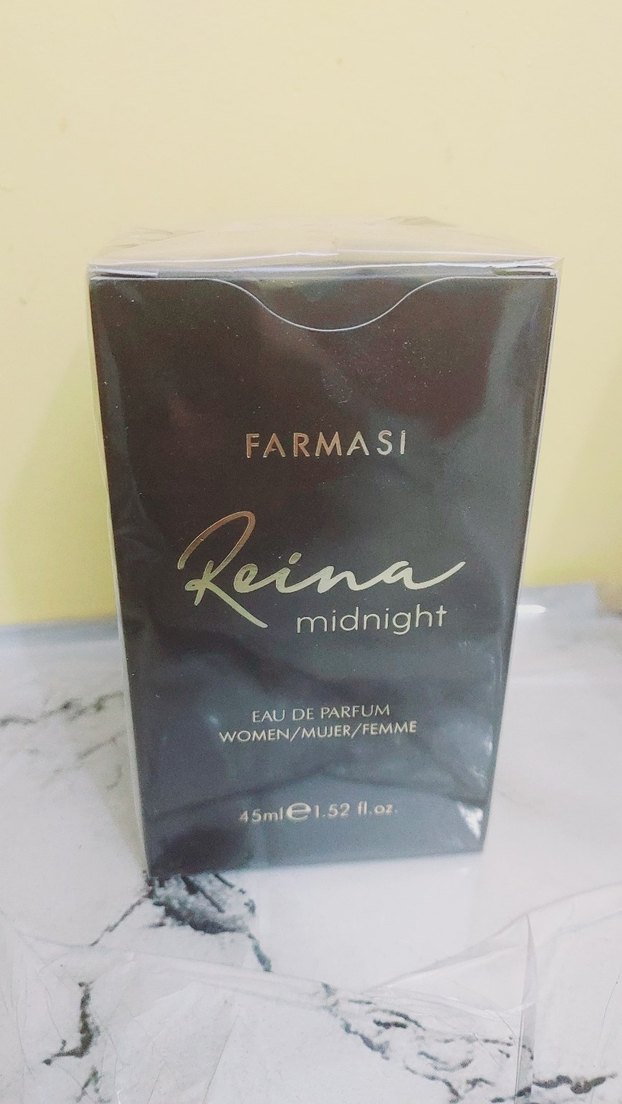 FARMASİ
Reina
midnight
EAU DE PARFUM
WOMEN/MUJER/FEMME
45ml℮1.52 fl.oz.